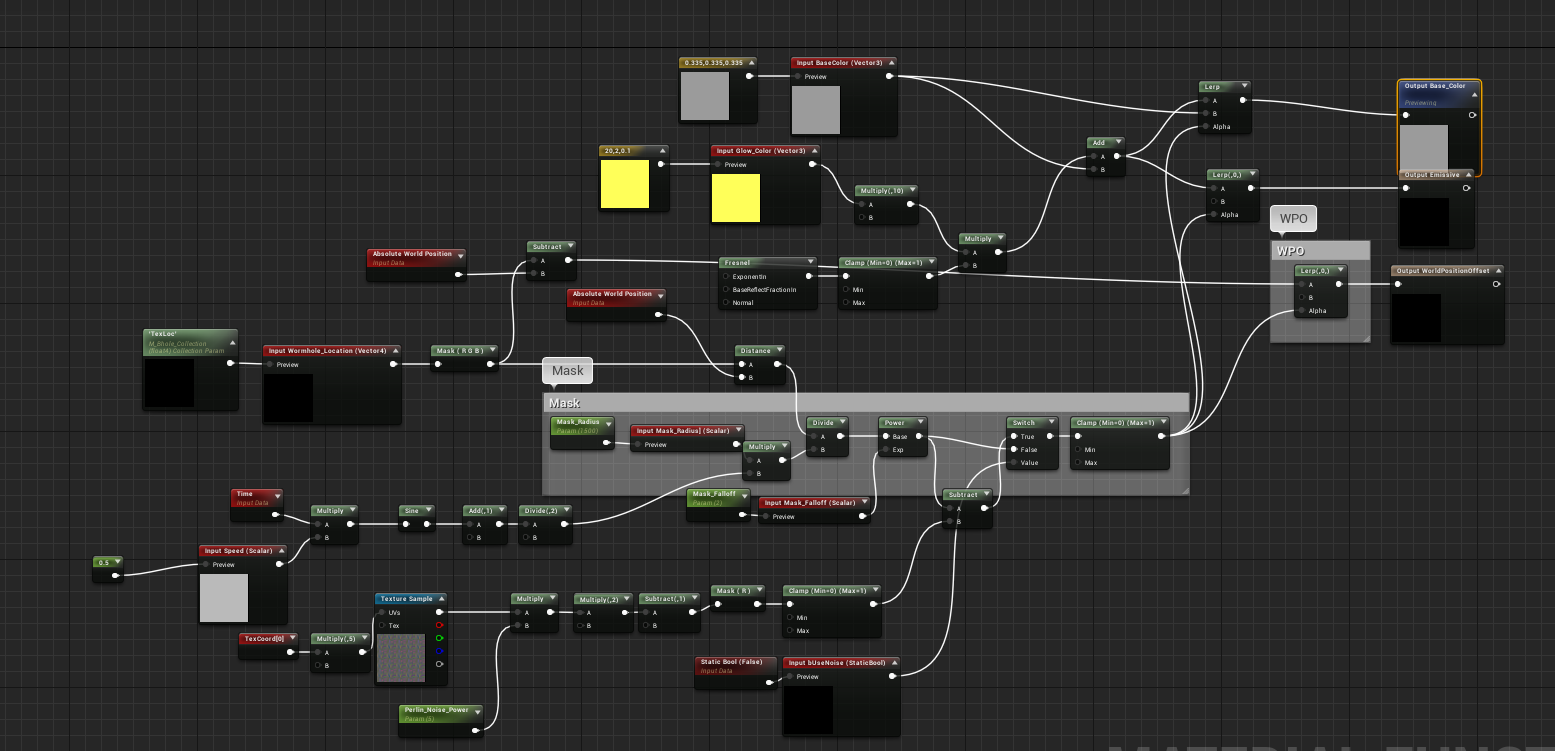 0.335,0.335,0.335
Input BaseColor (Vector3)
Preview
Lerp
A
B
Alpha
Output Base_Color
Previewing
20,2,0.1
Input Glow_Color (Vector3)
Preview
Add
A
B
Multiply(,10)
A
B
Lerp(,0,)
A
B
Alpha
Output Emissive
WPO
WPO
Absolute World Position
Input Data
Subtract
A
B
Multiply
A
B
Fresnel
ExponentIn
BaseReflectFractionIn
Normal
Clamp (Min=0) (Max=1)
Min
Max
Lerp(,0,)
A
B
Alpha
Output WorldPositionOffset
Absolute World Position
Input Data
'TexLoc'
M_Bhole_Collection
(float4) Collection Param
Input Wormhole_Location (Vector4)
Preview
Mask ( R G B )
Distance
A
B
Mask
Mask
Mask_Radius
Param (1500)
Input Mask_Radius| (Scalar)
Preview
Multiply
A
B
Divide
A
B
Power
Base
Exp
Switch
True
False
Value
Clamp (Min=0) (Max=1)
Min
Max
Time
Input Data
Multiply
A
B
Sine
Add(,1)
A
B
Divide(,2)
A
B
Mask_Falloff
Param (2)
Input Mask_Falloff (Scalar)
Preview
Subtract
A
B
0.5
Input Speed (Scalar)
Preview
TexCoord[0]
Multiply(,5)
A
B
Texture Sample
UVs
Tex
Multiply
A
B
Multiply(,2)
A
B
Subtract(,1)
A
B
Mask ( R )
Clamp (Min=0) (Max=1)
Min
Max
Static Bool (False)
Input Data
Input bUseNoise (StaticBool)
Preview
Perlin_Noise_Power
Param (5)